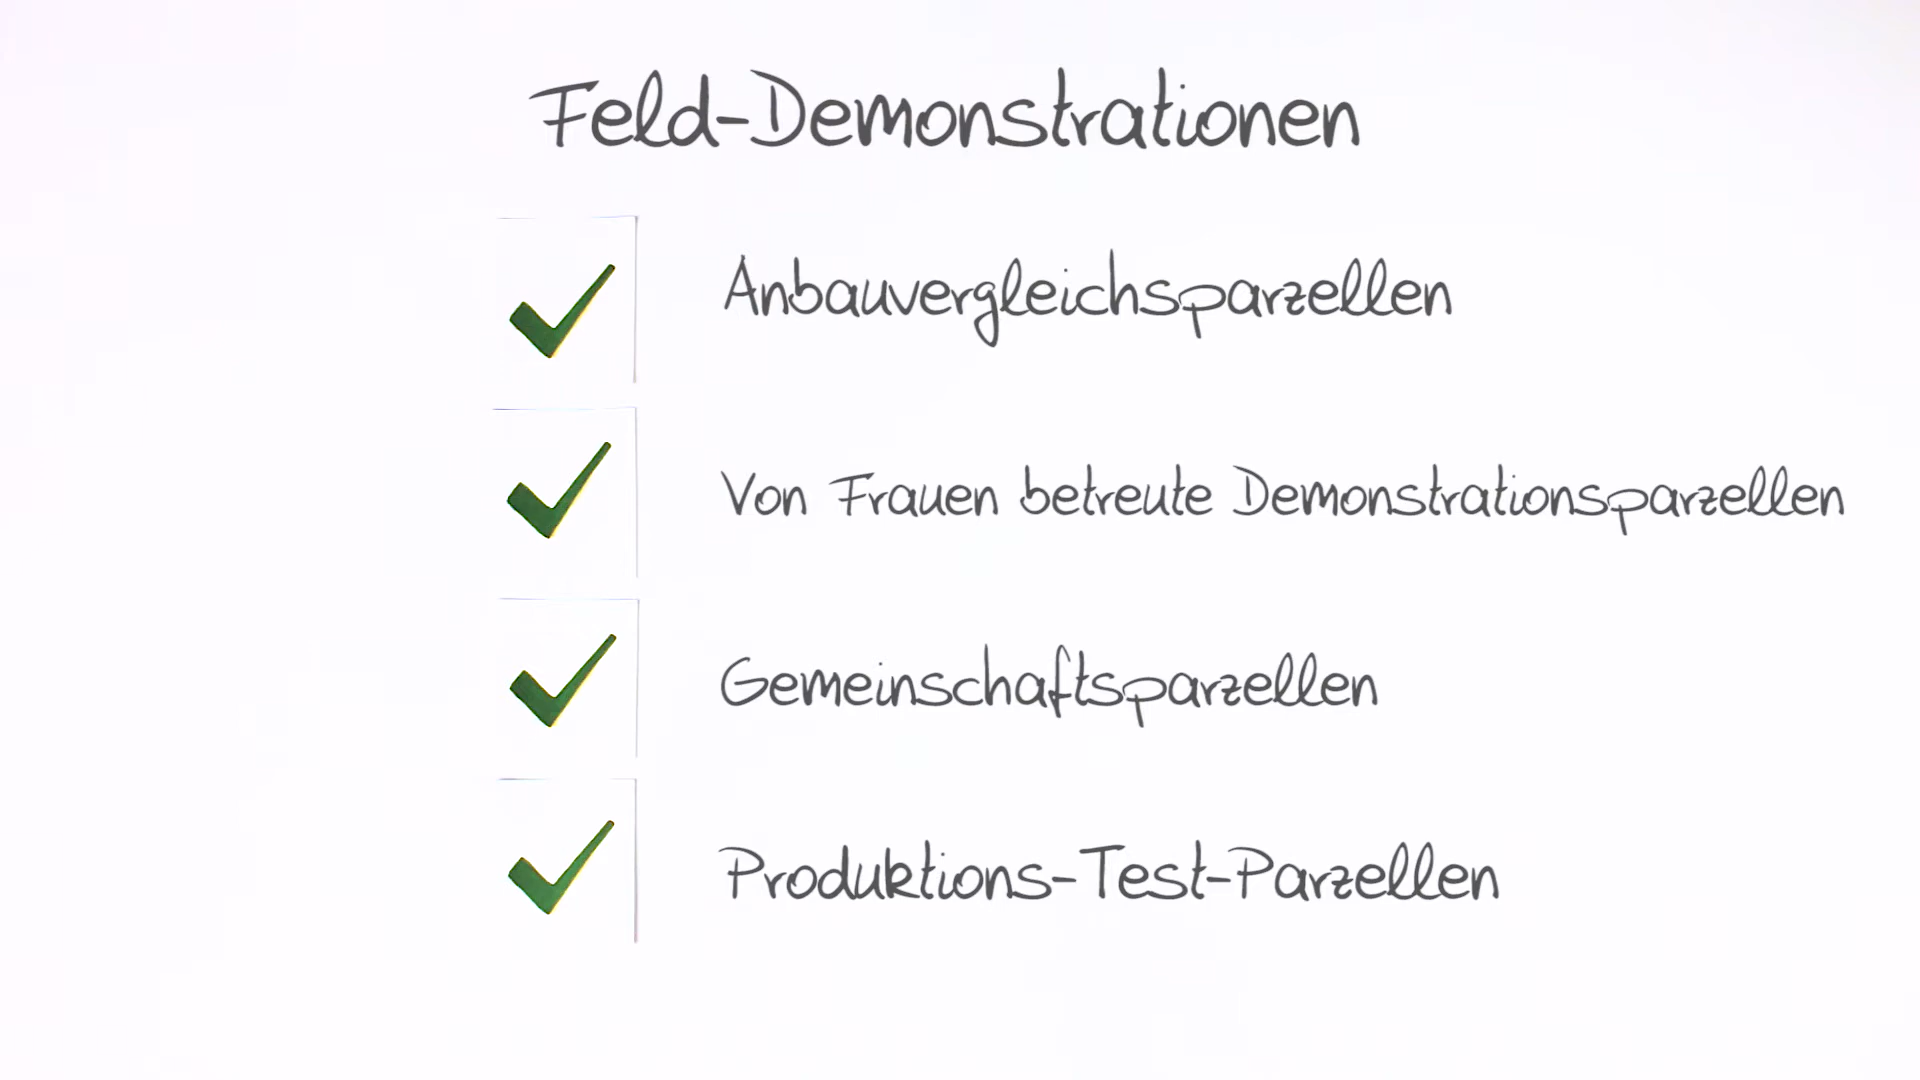 Feld-Demonstrationen
Anbauvergleichsparzellen
Von Frauen betreute Demonstrationsparzellen
Gemeinschaftsparzellen
Produktions-Test-Parzellen